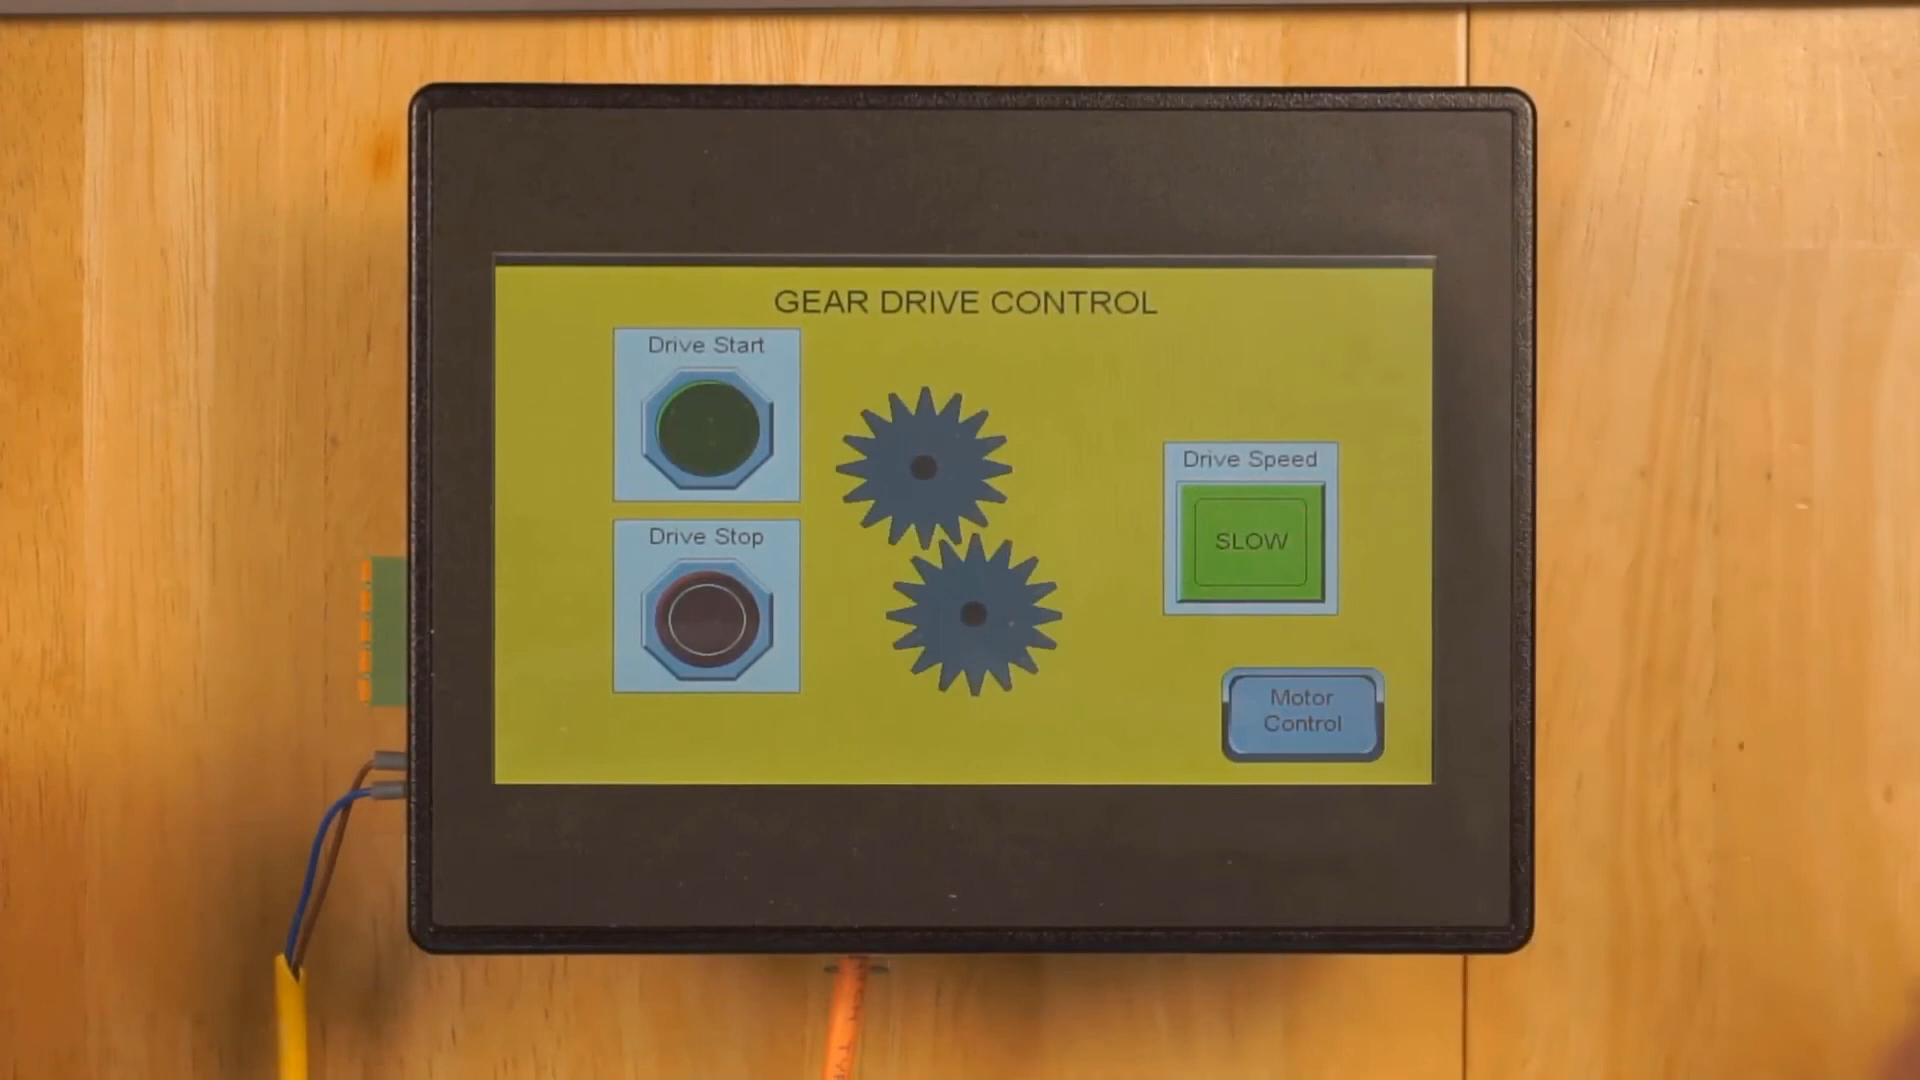 GEAR DRIVE CONTROL
Drive Start
Drive Stop
Drive Speed
SLOW
Motor
Control